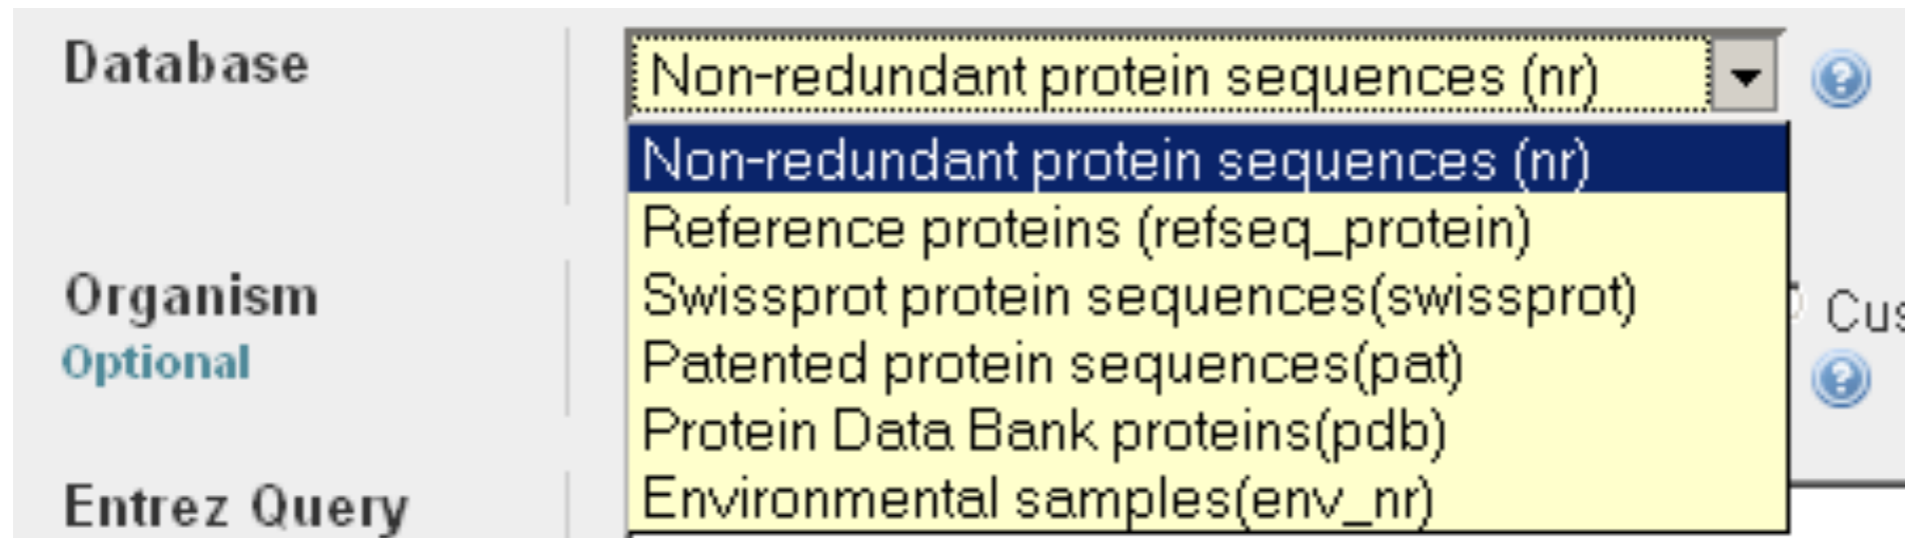 Database
Non-redundant protein sequences (nr)
Non-redundant protein sequences (nr)
Reference proteins (refseq_protein)
Swissprot protein sequences(swissprot)
Patented protein sequences(pat)
Protein Data Bank proteins(pdb)
Environmental samples(env_nr)
Organism
Optional
Entrez Query